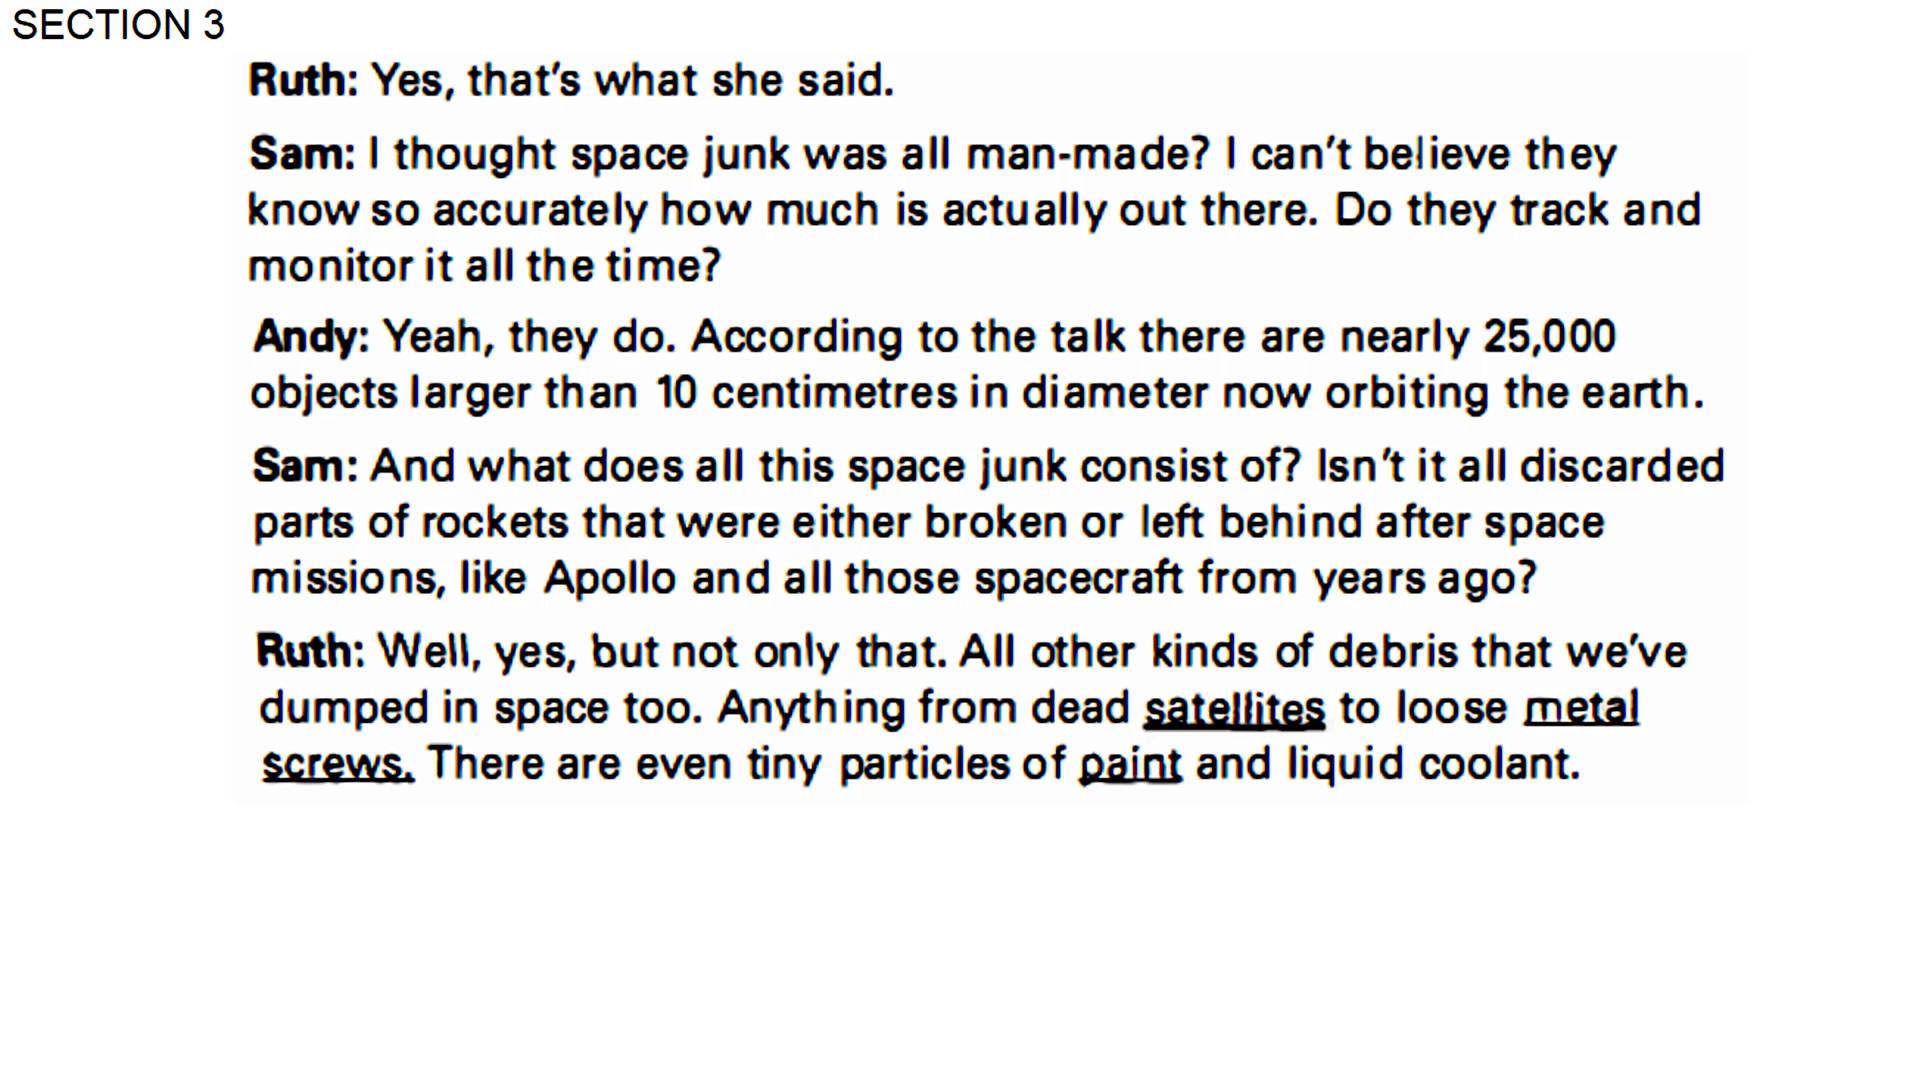 SECTION 3
Ruth: Yes, that's what she said.
Sam: I thought space junk was all man-made? I can't believe they
know so accurately how much is actually out there. Do they track and
monitor it all the time?
Andy: Yeah, they do. According to the talk there are nearly 25,000
objects larger than 10 centimetres in diameter now orbiting the earth.
Sam: And what does all this space junk consist of? Isn't it all discarded
parts of rockets that were either broken or left behind after space
missions, like Apollo and all those spacecraft from years ago?
Ruth: Well, yes, but not only that. All other kinds of debris that we've
dumped in space too. Anything from dead satellites to loose metal
screws. There are even tiny particles of paint and liquid coolant.